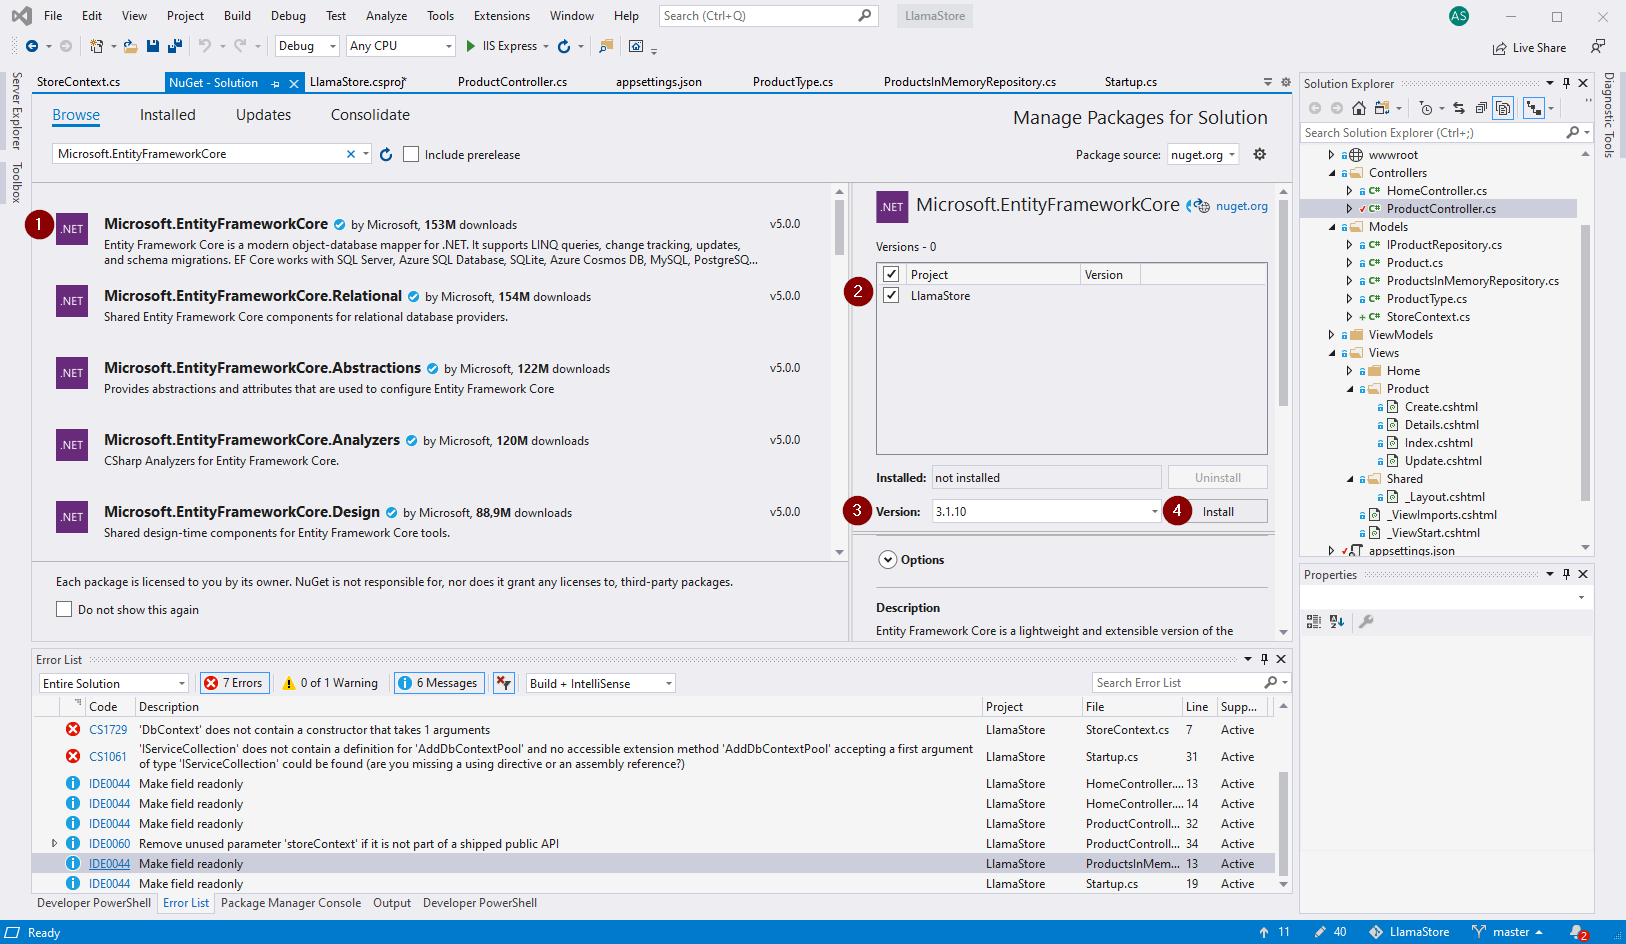 File Edit View Project Build Debug Test Analyze Tools Extensions Window Help Search (Ctrl+Q) LlamaStore AS
Debug Any CPU IIS Express Live Share
Server Explorer
Toolbox
StoreContext.cs NuGet - Solution LlamaStore.csproj* ProductController.cs appsettings.json ProductType.cs ProductsInMemoryRepository.cs Startup.cs
Browse Installed Updates Consolidate
Manage Packages for Solution
Microsoft.EntityFrameworkCore Include prerelease
Package source: nuget.org
1
.NET Microsoft.EntityFrameworkCore by Microsoft, 153M downloads v5.0.0
Entity Framework Core is a modern object-database mapper for .NET. It supports LINQ queries, change tracking, updates,
and schema migrations. EF Core works with SQL Server, Azure SQL Database, SQLite, Azure Cosmos DB, MySQL, PostgreSQ...
.NET Microsoft.EntityFrameworkCore.Relational by Microsoft, 154M downloads v5.0.0
Shared Entity Framework Core components for relational database providers.
.NET Microsoft.EntityFrameworkCore.Abstractions by Microsoft, 122M downloads v5.0.0
Provides abstractions and attributes that are used to configure Entity Framework Core
.NET Microsoft.EntityFrameworkCore.Analyzers by Microsoft, 120M downloads v5.0.0
CSharp Analyzers for Entity Framework Core.
.NET Microsoft.EntityFrameworkCore.Design by Microsoft, 88,9M downloads v5.0.0
Shared design-time components for Entity Framework Core tools.
Each package is licensed to you by its owner. NuGet is not responsible for, nor does it grant any licenses to, third-party packages.
Do not show this again
.NET Microsoft.EntityFrameworkCore nuget.org
Versions - 0
Project Version
2 LlamaStore
Installed: not installed Uninstall
3 Version: 3.1.10 4 Install
Options
Description
Entity Framework Core is a lightweight and extensible version of the
Solution Explorer
Search Solution Explorer (Ctrl+;)
wwwroot
Controllers
C# HomeController.cs
C# ProductController.cs
Models
C# IProductRepository.cs
C# Product.cs
C# ProductsInMemoryRepository.cs
C# ProductType.cs
+ C# StoreContext.cs
ViewModels
Views
Home
Product
Create.cshtml
Details.cshtml
Index.cshtml
Update.cshtml
Shared
_Layout.cshtml
_ViewImports.cshtml
_ViewStart.cshtml
appsettings.json
Diagnostic Tools
Properties
Error List
Entire Solution 7 Errors 0 of 1 Warning 6 Messages Build + IntelliSense Search Error List
Code Description Project File Line Supp...
CS1729 'DbContext' does not contain a constructor that takes 1 arguments LlamaStore StoreContext.cs 7 Active
CS1061 'IServiceCollection' does not contain a definition for 'AddDbContextPool' and no accessible extension method 'AddDbContextPool' accepting a first argument
of type 'IServiceCollection' could be found (are you missing a using directive or an assembly reference?) LlamaStore Startup.cs 31 Active
IDE0044 Make field readonly LlamaStore HomeController.... 13 Active
IDE0044 Make field readonly LlamaStore HomeController.... 14 Active
IDE0044 Make field readonly LlamaStore ProductControll... 32 Active
IDE0060 Remove unused parameter 'storeContext' if it is not part of a shipped public API LlamaStore ProductControll... 34 Active
IDE0044 Make field readonly LlamaStore ProductsInMem... 13 Active
IDE0044 Make field readonly LlamaStore Startup.cs 19 Active
Developer PowerShell Error List Package Manager Console Output Developer PowerShell
Ready 11 40 LlamaStore master 2